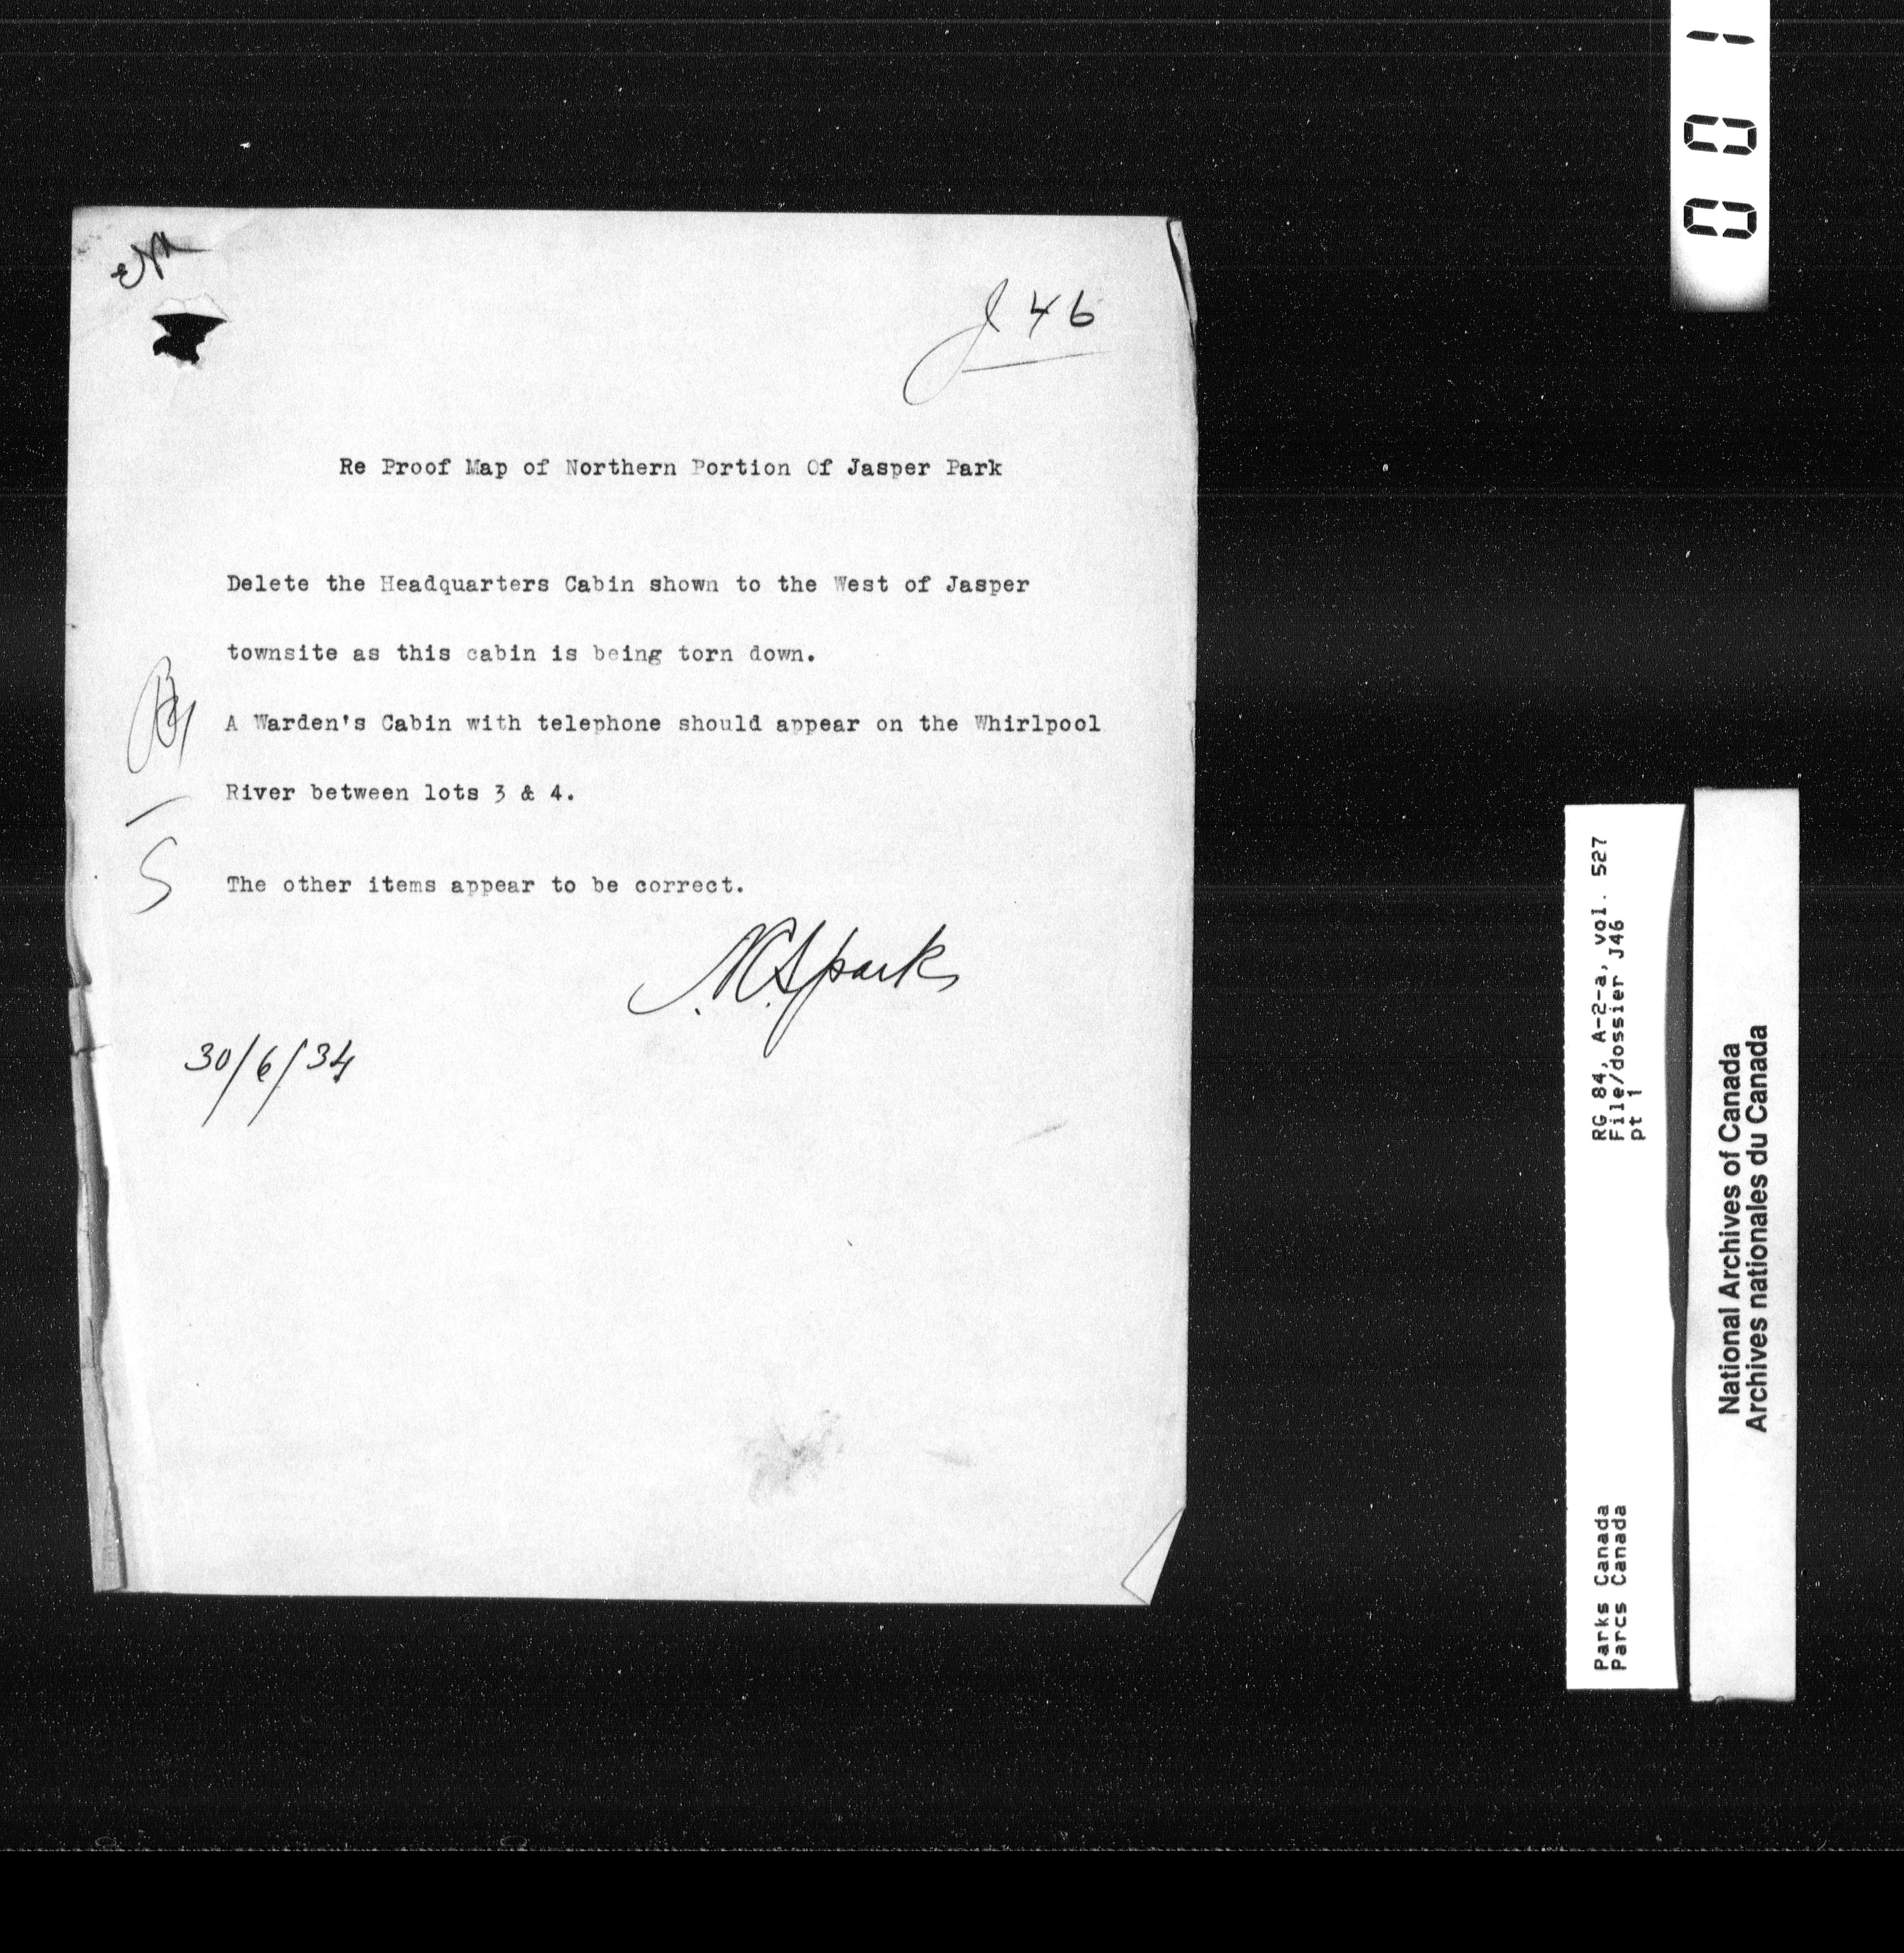 J 46
Re Proof Map of Northern Portion Of Jasper Park
Delete the Headquarters Cabin shown to the West of Jasper
townsite as this cabin is being torn down.
A Warden's Cabin with telephone should appear on the Whirlpool
River between lots 3 & 4.
S
The other items appear to be correct.
N.C. Sparks
30/6/34
001
RG 84, A-2-a, vol. 527
File/dossier J46
pt 1
Parks Canada
Parcs Canada
National Archives of Canada
Archives nationales du Canada